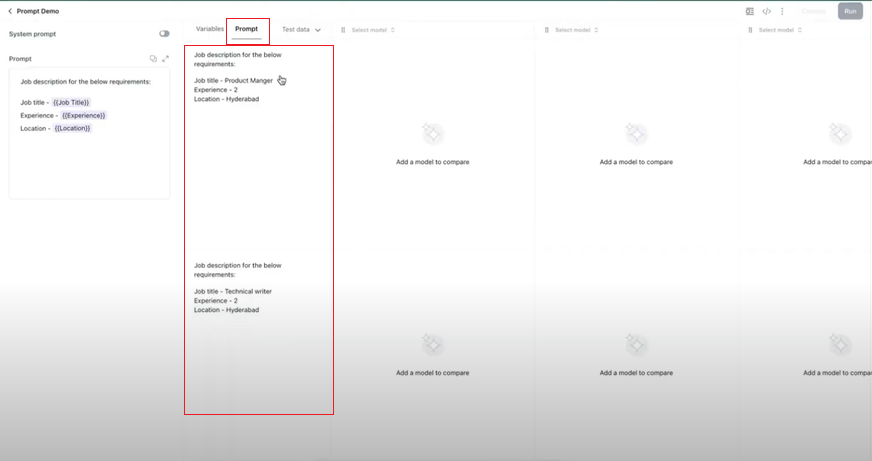 Prompt Demo
Run
System prompt
Variables
Prompt
Test data
Select model
Select model
Select model
Prompt
Job description for the below requirements:
Job title - {{Job Title}}
Experience - {{Experience}}
Location - {{Location}}
Job description for the below
requirements:
Job title - Product Manger
Experience - 2
Location - Hyderabad
Add a model to compare
Add a model to compare
Add a model to compar
Job description for the below
requirements:
Job title - Technical writer
Experience - 2
Location - Hyderabad
Add a model to compare
Add a model to compare
Add a model to compar